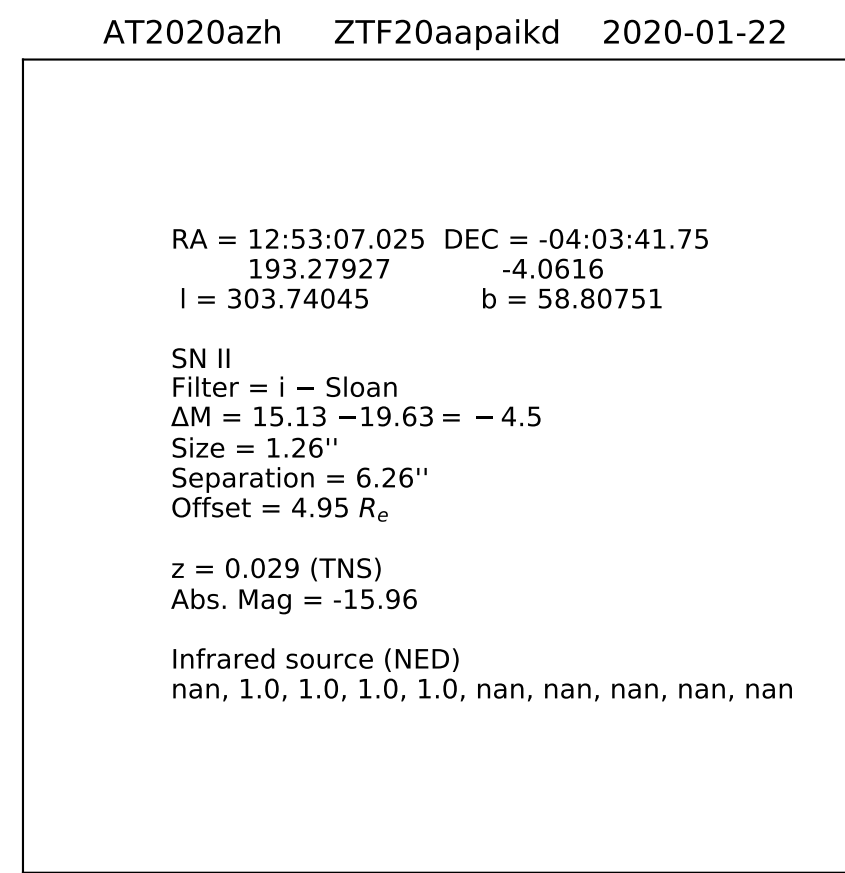 AT2020azh ZTF20aapaikd 2020-01-22
RA = 12:53:07.025 DEC = -04:03:41.75
193.27927 -4.0616
l = 303.74045 b = 58.80751
SN II
Filter = i − Sloan
ΔM = 15.13 −19.63 = − 4.5
Size = 1.26''
Separation = 6.26''
Offset = 4.95 Re
z = 0.029 (TNS)
Abs. Mag = -15.96
Infrared source (NED)
nan, 1.0, 1.0, 1.0, 1.0, nan, nan, nan, nan, nan